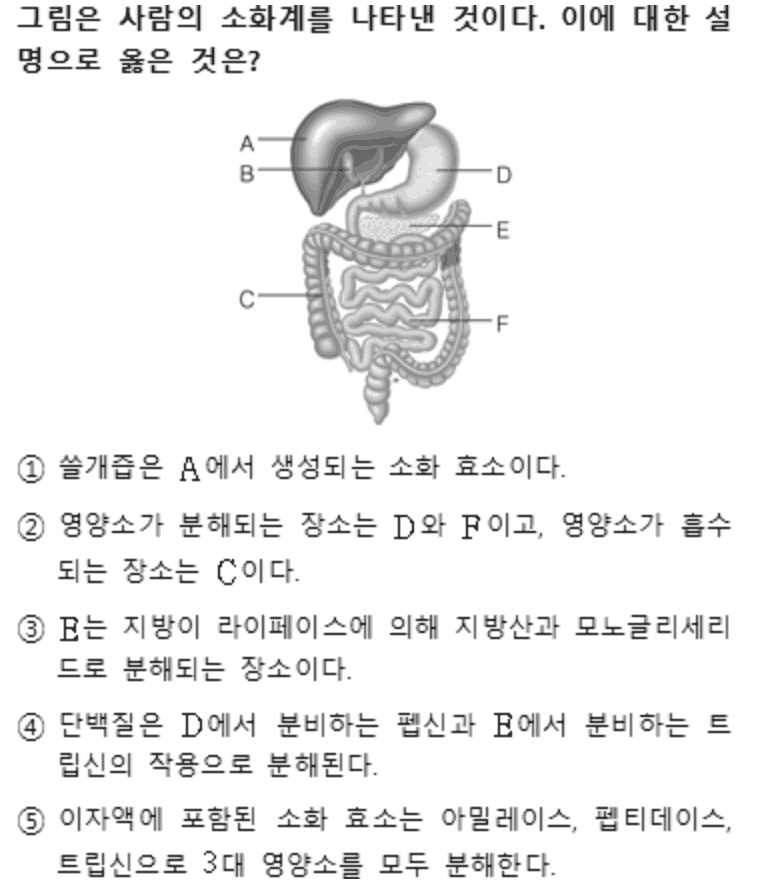 그림은 사람의 소화계를 나타낸 것이다. 이에 대한 설
명으로 옳은 것은?
A
B
D
E
C
F
① 쓸개즙은 A에서 생성되는 소화 효소이다.
② 영양소가 분해되는 장소는 D와 F이고, 영양소가 흡수
되는 장소는 C이다.
③ E는 지방이 라이페이스에 의해 지방산과 모노글리세리
드로 분해되는 장소이다.
④ 단백질은 D에서 분비하는 펩신과 E에서 분비하는 트
립신의 작용으로 분해된다.
⑤ 이자액에 포함된 소화 효소는 아밀레이스, 펩티데이스,
트립신으로 3대 영양소를 모두 분해한다.